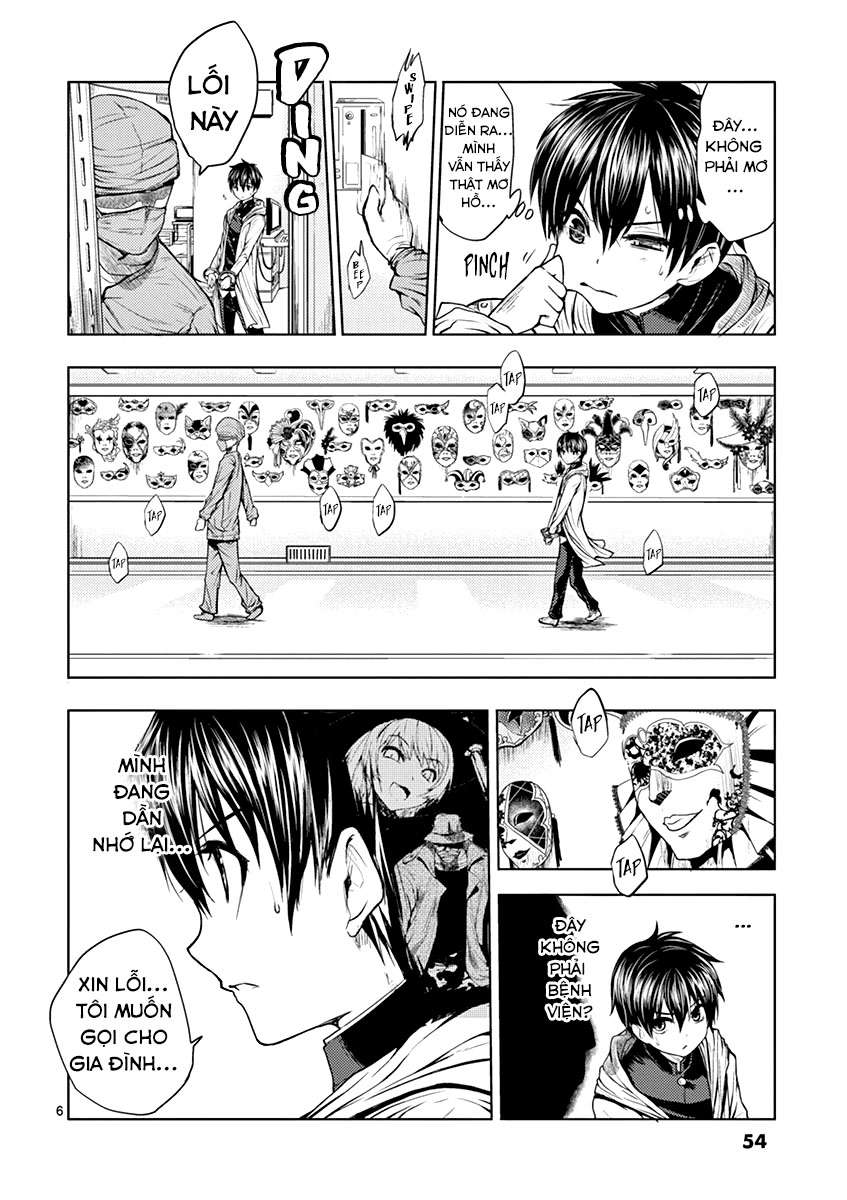 ĐÂY...
KHÔNG
PHẢI MƠ
...
NÓ ĐANG
DIỄN RA...
MÌNH
VẪN THẤY
THẬT MƠ
HỒ...
PINCH
SWIPE
BEEP
DING
LỐI
NÀY
TAP
TAP
TAP
TAP
TAP
TAP
TAP
TAP
...
ĐÂY
KHÔNG
PHẢI
BỆNH
VIỆN?
MÌNH
ĐANG
DẦN
NHỚ LẠI...
XIN LỖI...
TÔI MUỐN
GỌI CHO
GIA ĐÌNH...
6
54